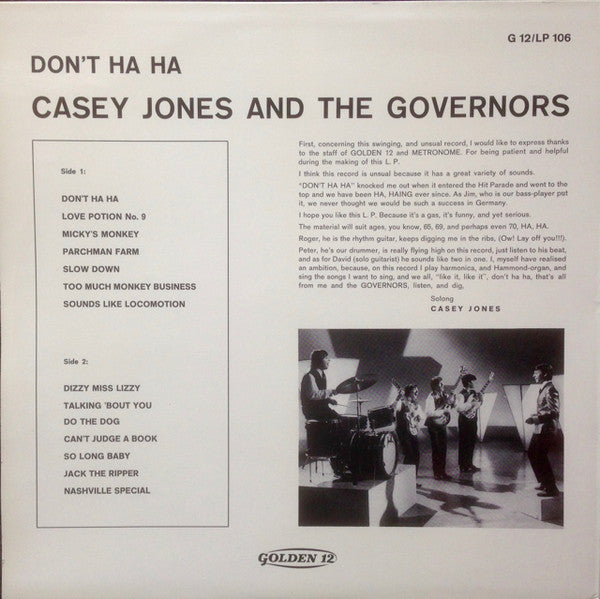 G 12/LP 106
DON'T HA HA
CASEY JONES AND THE GOVERNORS
Side 1:
DON'T HA HA
LOVE POTION No. 9
MICKY'S MONKEY
PARCHMAN FARM
SLOW DOWN
TOO MUCH MONKEY BUSINESS
SOUNDS LIKE LOCOMOTION
Side 2:
DIZZY MISS LIZZY
TALKING 'BOUT YOU
DO THE DOG
CAN'T JUDGE A BOOK
SO LONG BABY
JACK THE RIPPER
NASHVILLE SPECIAL
First, concerning this swinging, and unusual record, I would like to express thanks
to the staff of GOLDEN 12 and METRONOME. For being patient and helpful
during the making of this L. P.
I think this record is unusual because it has a great variety of sounds.
"DON'T HA HA" knocked me out when it entered the Hit Parade and went to the
top and we have been HA, HAING ever since. As Jim, who is our bass-player put
it, we never thought we would be such a success in Germany.
I hope you like this L. P. Because it's a gas, it's funny, and yet serious.
The material will suit ages, you know, 65, 69, and perhaps even 70, HA, HA.
Roger, he is the rhythm guitar, keeps digging me in the ribs, (Ow! Lay off you!!!).
Peter, he's our drummer, is really flying high on this record, just listen to his beat,
and as for David (solo guitarist) he sounds like two in one. I, myself have realised
an ambition, because, on this record I play harmonica, and Hammond-organ, and
sing the songs I want to sing, and we all, "like it, like it", don't ha ha, that's all
from me and the GOVERNORS, listen, and dig.
Solong
CASEY JONES
GOLDEN 12